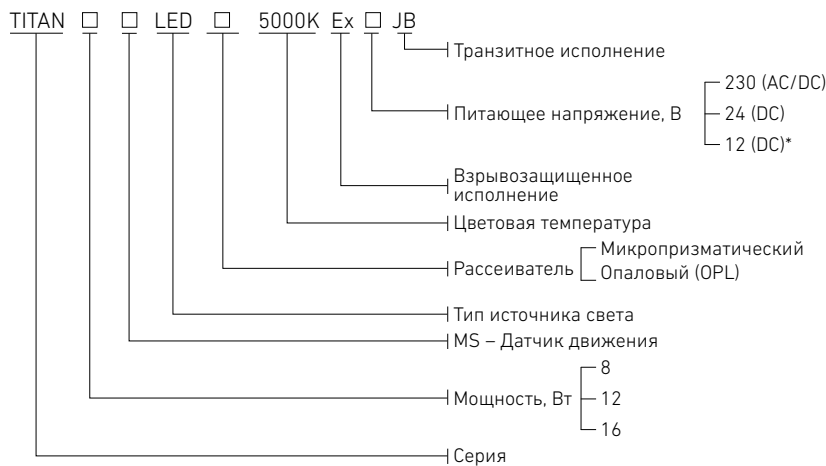 TITAN □ □ LED □ 5000K Ex □ JB
Транзитное исполнение
Питающее напряжение, В
230 (AC/DC)
24 (DC)
12 (DC)*
Взрывозащищенное
исполнение
Цветовая температура
Рассеиватель
Микропризматический
Опаловый (OPL)
Тип источника света
MS – Датчик движения
Мощность, Вт
8
12
16
Серия